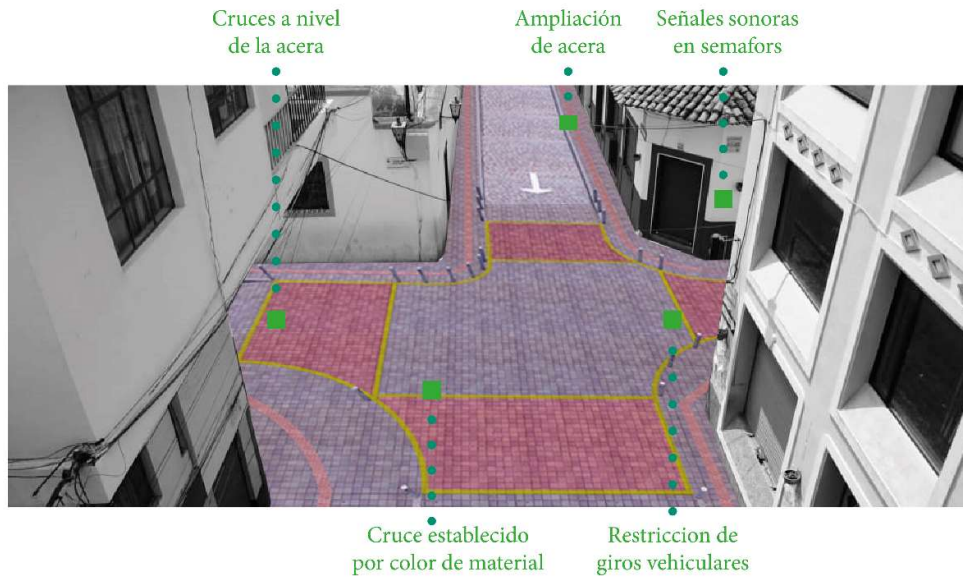 Cruces a nivel
de la acera
Ampliación
de acera
Señales sonoras
en semafors
Cruce establecido
por color de material
Restriccion de
giros vehiculares